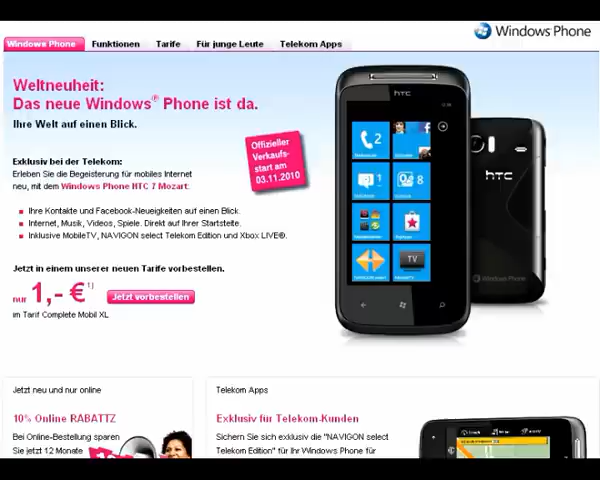 Windows Phone
Windows Phone Funktionen Tarife Für junge Leute Telekom Apps
Weltneuheit:
Das neue Windows® Phone ist da.
Ihre Welt auf einen Blick.
Offizieller
Verkaufs-
start am
03.11.2010
Exklusiv bei der Telekom:
Erleben Sie die Begeisterung für mobiles Internet
neu, mit dem Windows Phone HTC 7 Mozart:
Ihre Kontakte und Facebook-Neuigkeiten auf einen Blick.
Internet, Musik, Videos, Spiele. Direkt auf Ihrer Startseite.
Inklusive MobileTV, NAVIGON select Telekom Edition und Xbox LIVE®.
Jetzt in einem unserer neuen Tarife vorbestellen.
nur 1,- € 1)
Jetzt vorbestellen
im Tarif Complete Mobil XL
hTC
2
1
8
TV
hTC
Windows Phone
Jetzt neu und nur online
10% Online RABATTZ
Bei Online-Bestellung sparen
Sie jetzt 12 Monate
Telekom Apps
Exklusiv für Telekom-Kunden
Sichern Sie sich exklusiv die "NAVIGON select
Telekom Edition" für Ihr Windows Phone für